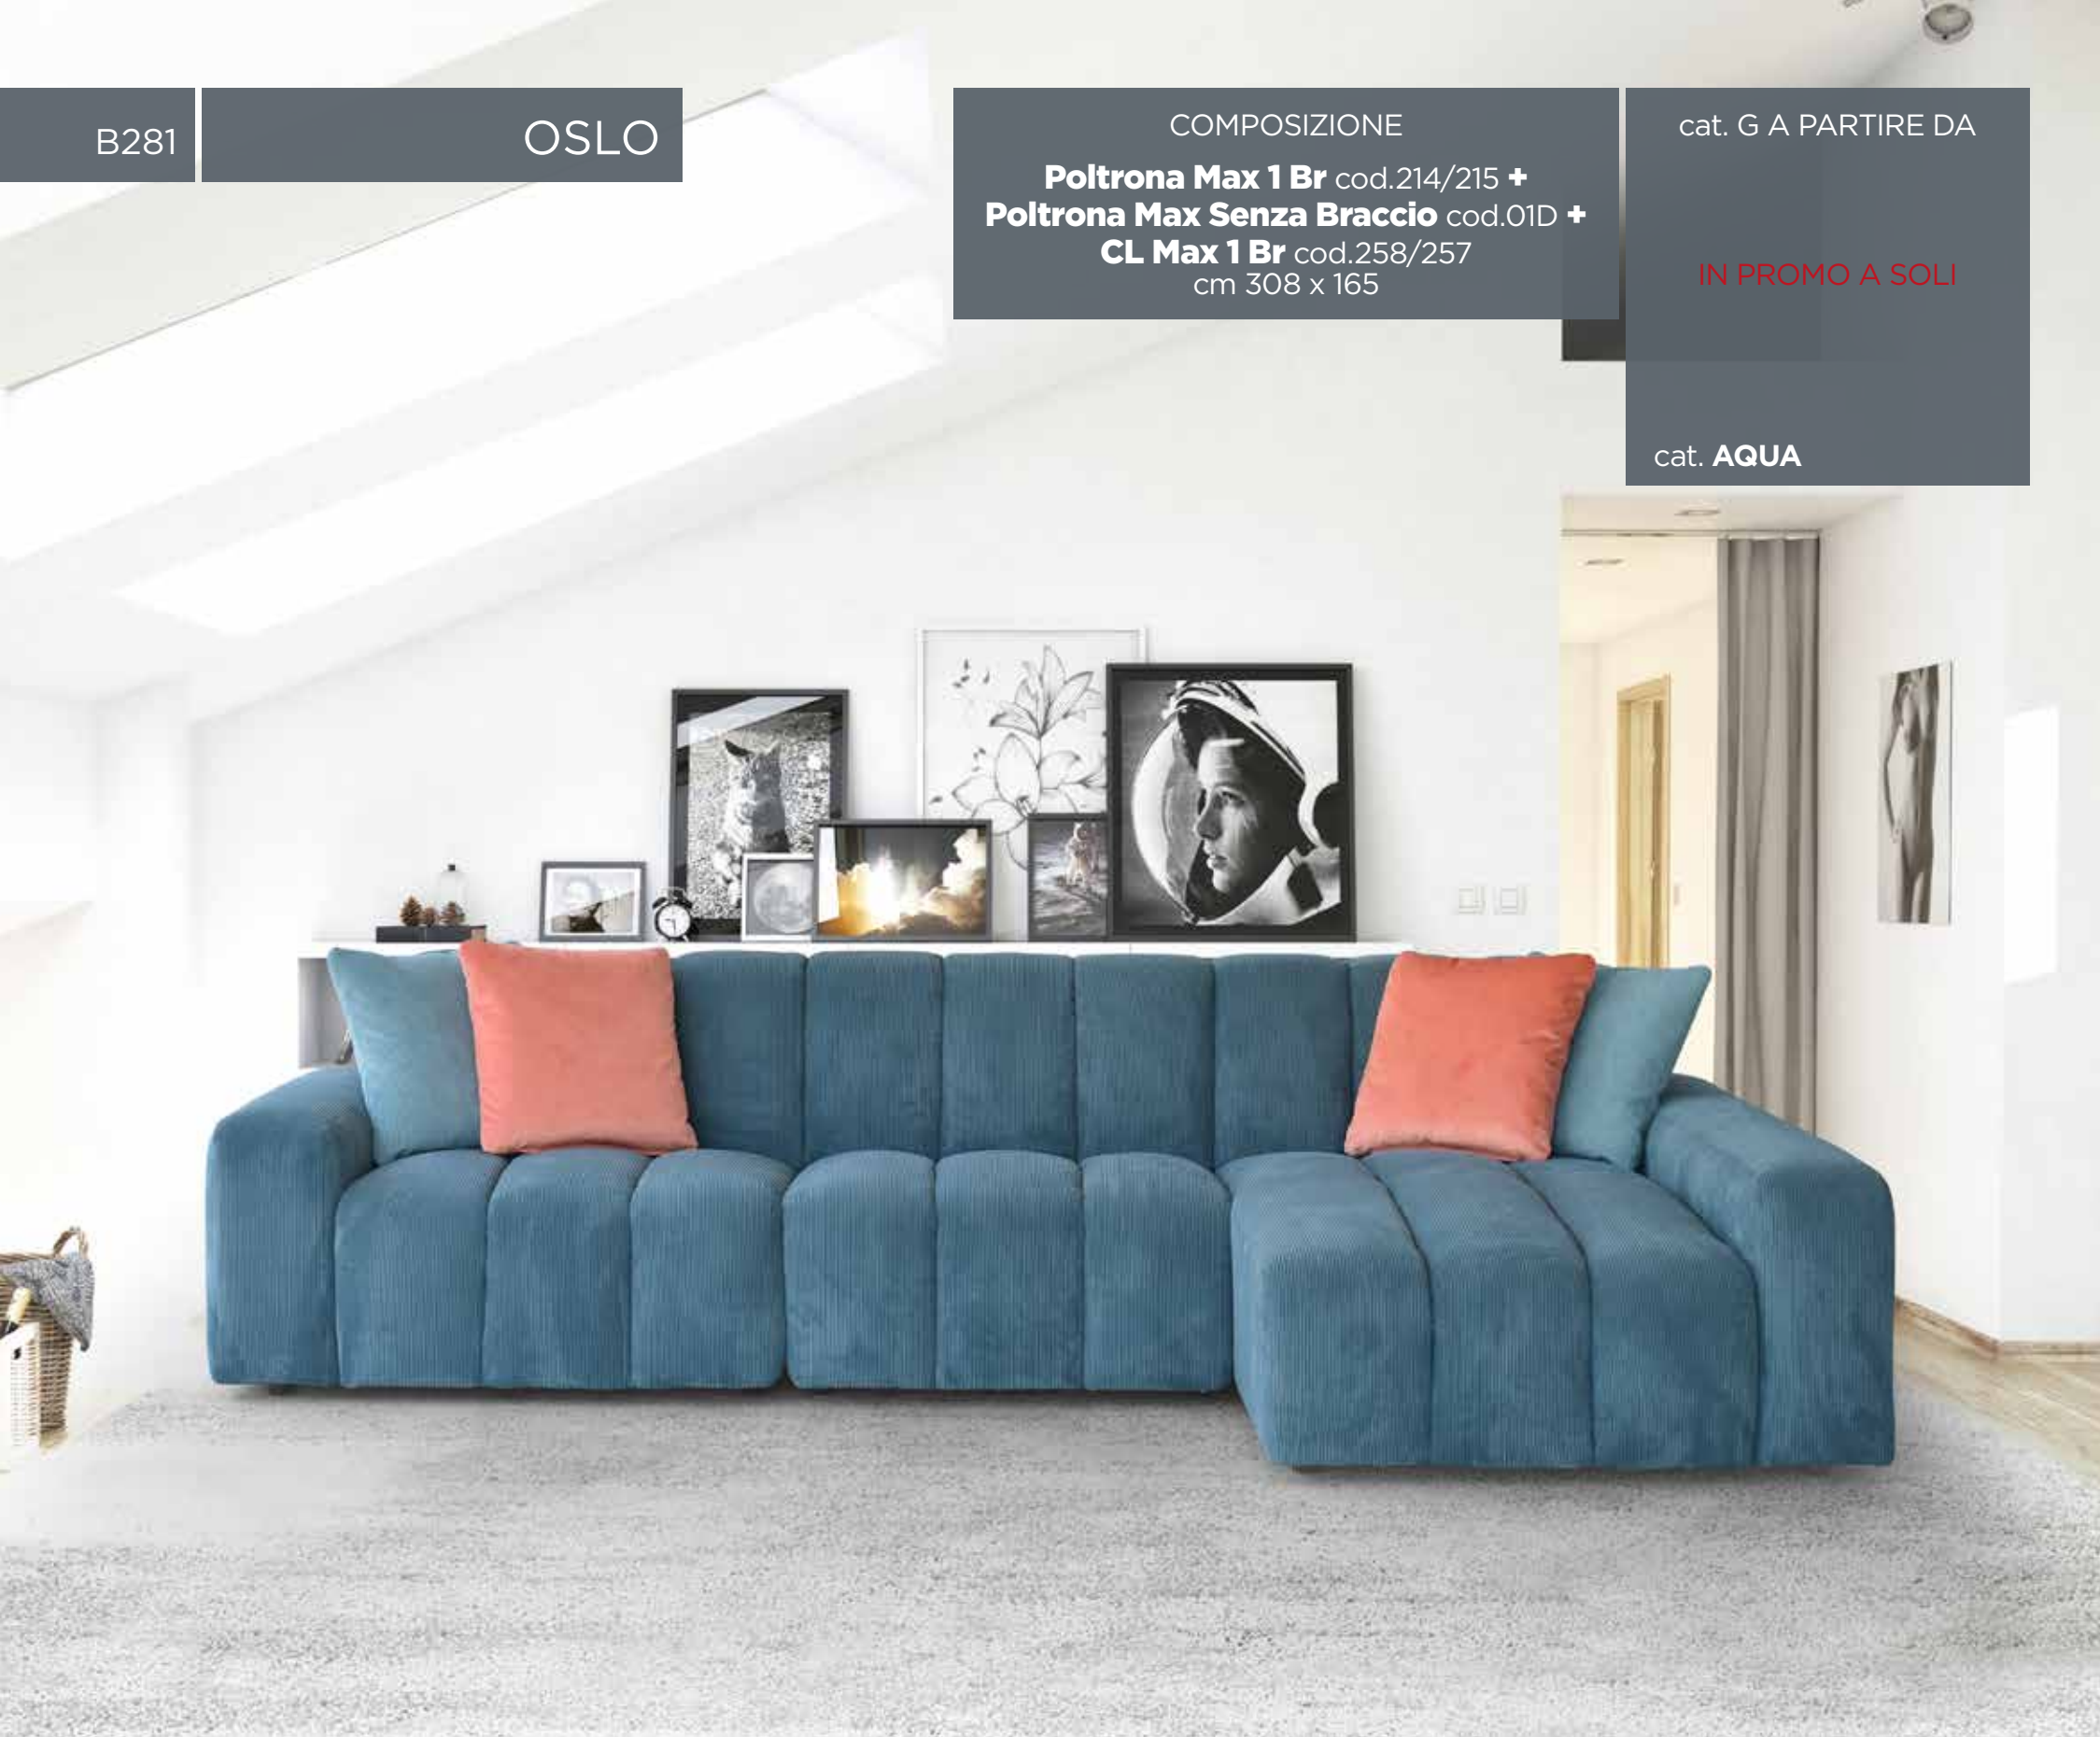 B281
OSLO
COMPOSIZIONE
Poltrona Max 1 Br cod.214/215 +
Poltrona Max Senza Braccio cod.01D +
CL Max 1 Br cod.258/257
cm 308 x 165
cat. G A PARTIRE DA
IN PROMO A SOLI
cat. AQUA